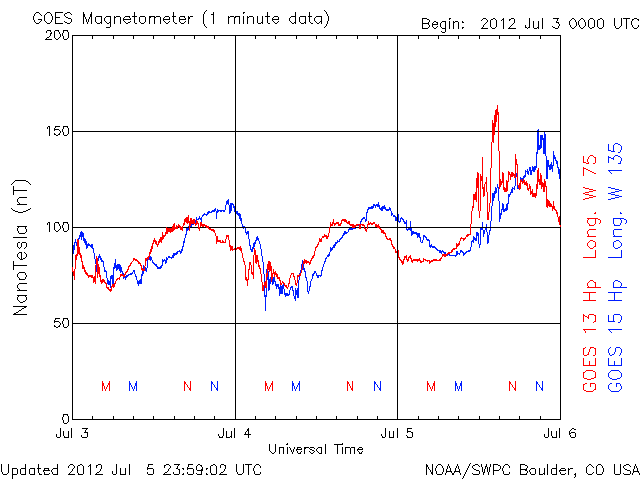 GOES Magnetometer (1 minute data)
Begin: 2012 Jul 3 0000 UTC
200
150
100
50
0
NanoTesla (nT)
M M N N M M N N M M N N
Jul 3 Jul 4 Jul 5 Jul 6
Universal Time
GOES 13 Hp Long. W 75
GOES 15 Hp Long. W 135
Updated 2012 Jul 5 23:59:02 UTC
NOAA/SWPC Boulder, CO USA